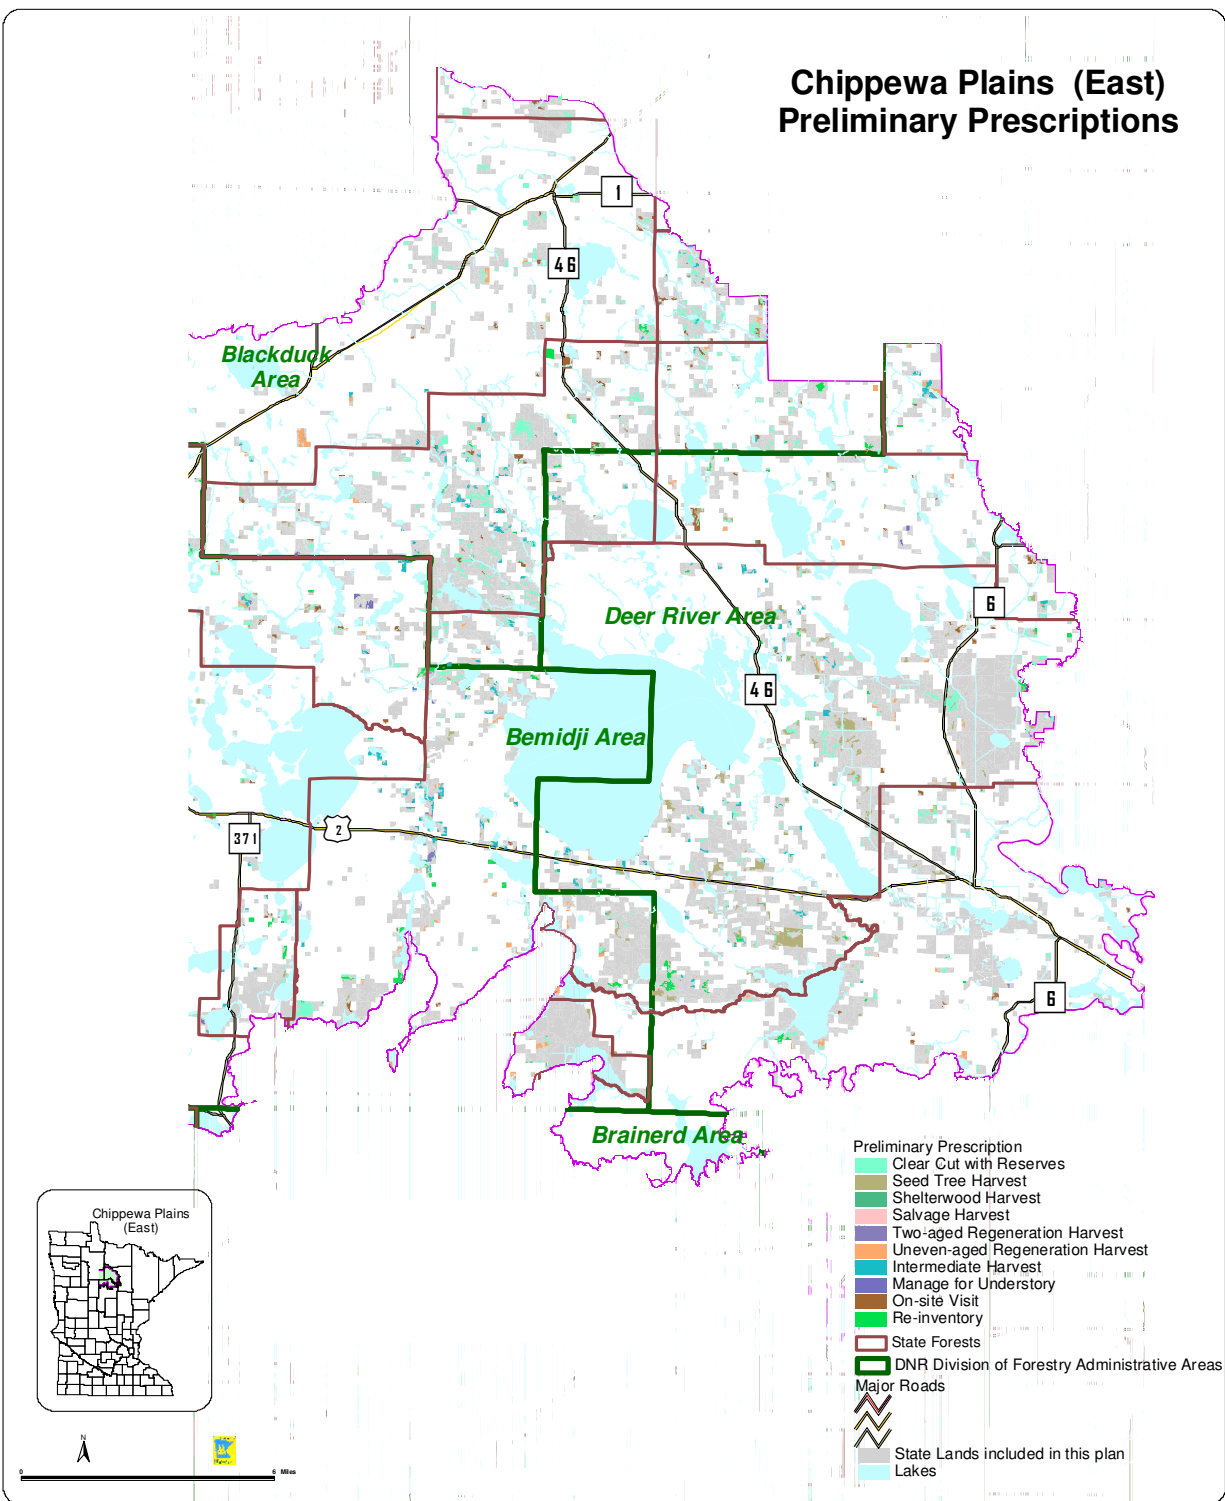 Chippewa Plains (East)
Preliminary Prescriptions
1
46
Blackduck
Area
6
Deer River Area
46
Bemidji Area
371
2
6
Brainerd Area
Preliminary Prescription
Clear Cut with Reserves
Seed Tree Harvest
Shelterwood Harvest
Salvage Harvest
Two-aged Regeneration Harvest
Uneven-aged Regeneration Harvest
Intermediate Harvest
Manage for Understory
On-site Visit
Re-inventory
State Forests
DNR Division of Forestry Administrative Areas
Major Roads
State Lands included in this plan
Lakes
Chippewa Plains
(East)
N
0 6 Miles